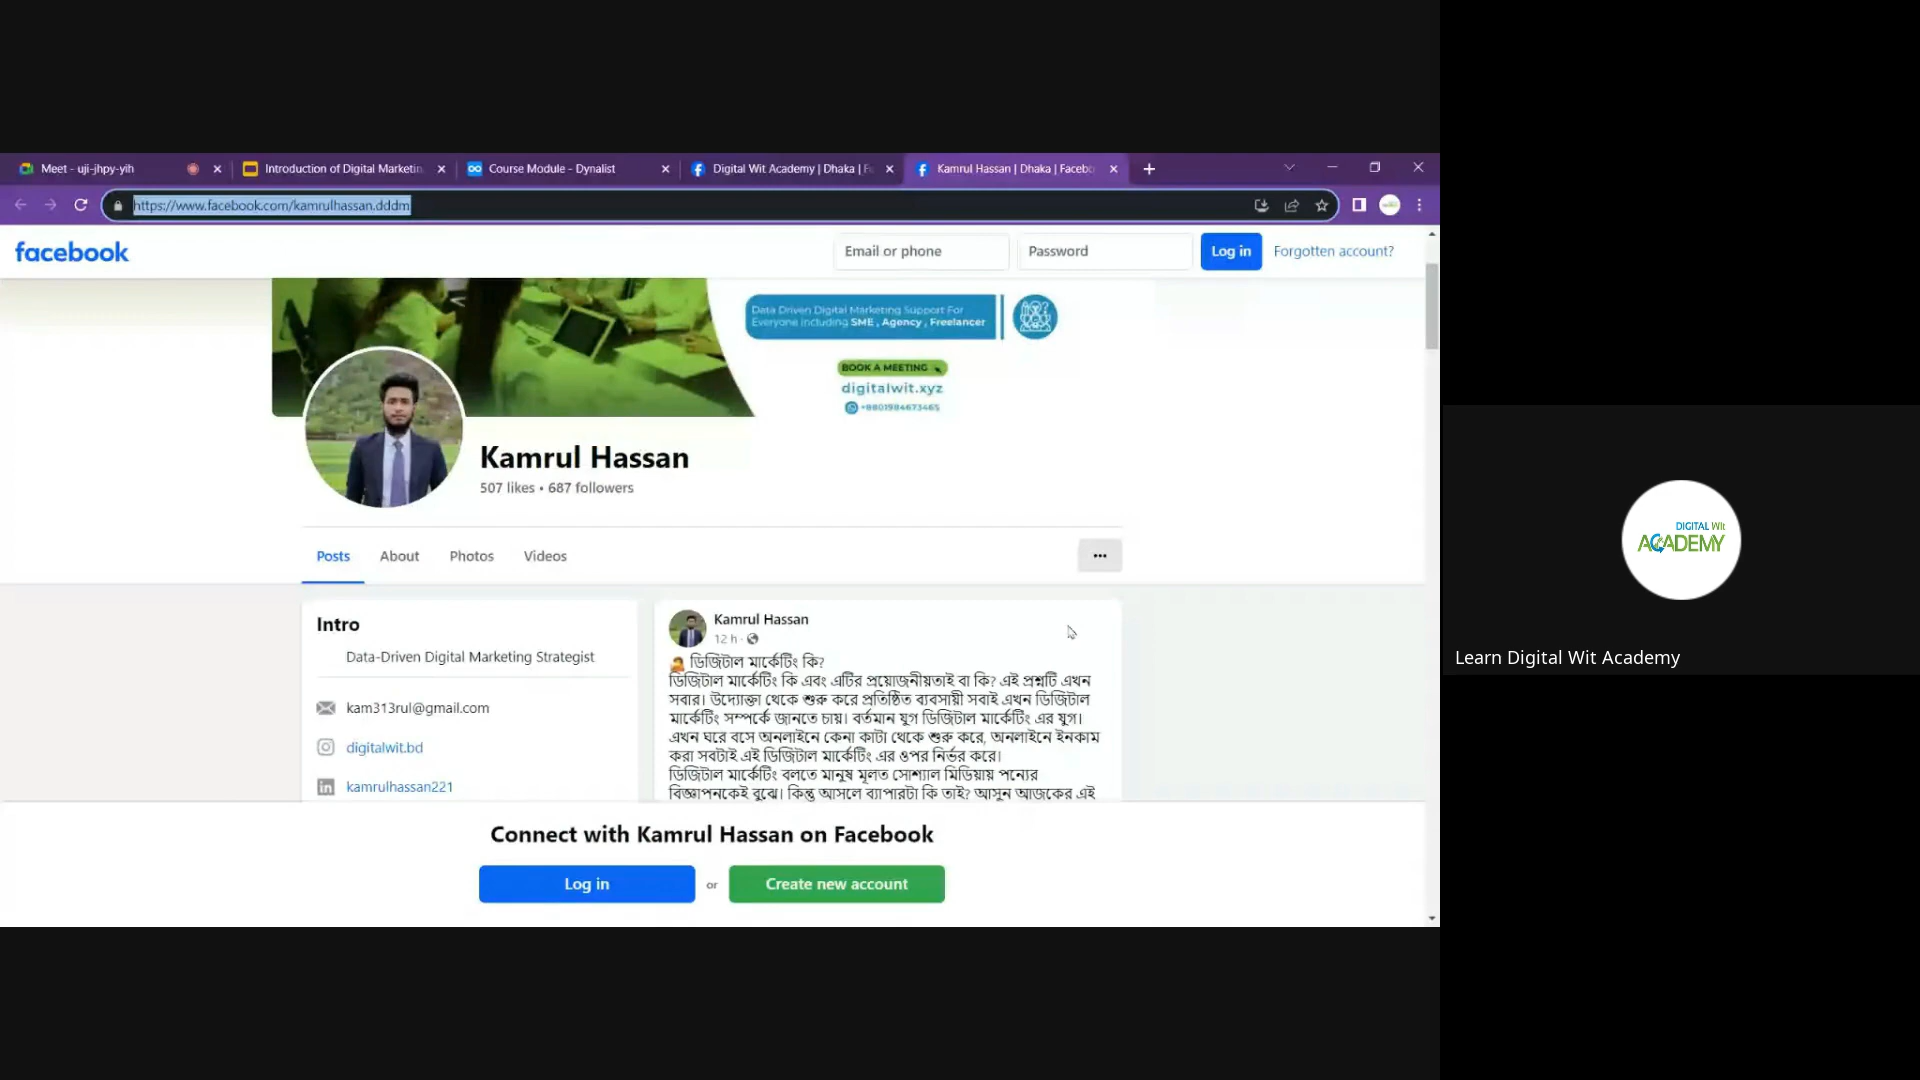 Meet - uji-jhpy-yih
Introduction of Digital Marketin
Course Module - Dynalist
Digital Wit Academy | Dhaka | F
Kamrul Hassan | Dhaka | Facebo
https://www.facebook.com/kamrulhassan.dddm
facebook
Email or phone
Password
Log in
Forgotten account?
Data Driven Digital Marketing Support For
Everyone including SME , Agency , Freelancer
BOOK A MEETING
digitalwit.xyz
+8801984673465
Kamrul Hassan
507 likes • 687 followers
Posts
About
Photos
Videos
Intro
Data-Driven Digital Marketing Strategist
kam313rul@gmail.com
digitalwit.bd
kamrulhassan221
Kamrul Hassan
12 h ·
ডিজিটাল মার্কেটিং কি?
ডিজিটাল মার্কেটিং কি এবং এটির প্রয়োজনীয়তাই বা কি? এই প্রশ্নটি এখন
সবার। উদ্যোক্তা থেকে শুরু করে প্রতিষ্ঠিত ব্যবসায়ী সবাই এখন ডিজিটাল
মার্কেটিং সম্পর্কে জানতে চায়। বর্তমান যুগ ডিজিটাল মার্কেটিং এর যুগ।
এখন ঘরে বসে অনলাইনে কেনা কাটা থেকে শুরু করে, অনলাইনে ইনকাম
করা সবটাই এই ডিজিটাল মার্কেটিং এর ওপর নির্ভর করে।
ডিজিটাল মার্কেটিং বলতে মানুষ মূলত সোশ্যাল মিডিয়ায় পন্যের
বিজ্ঞাপনকেই বুঝে। কিন্তু আসলে ব্যাপারটা কি তাই? আসুন আজকের এই
Connect with Kamrul Hassan on Facebook
Log in
or
Create new account
DIGITAL Wit
ACADEMY
Learn Digital Wit Academy